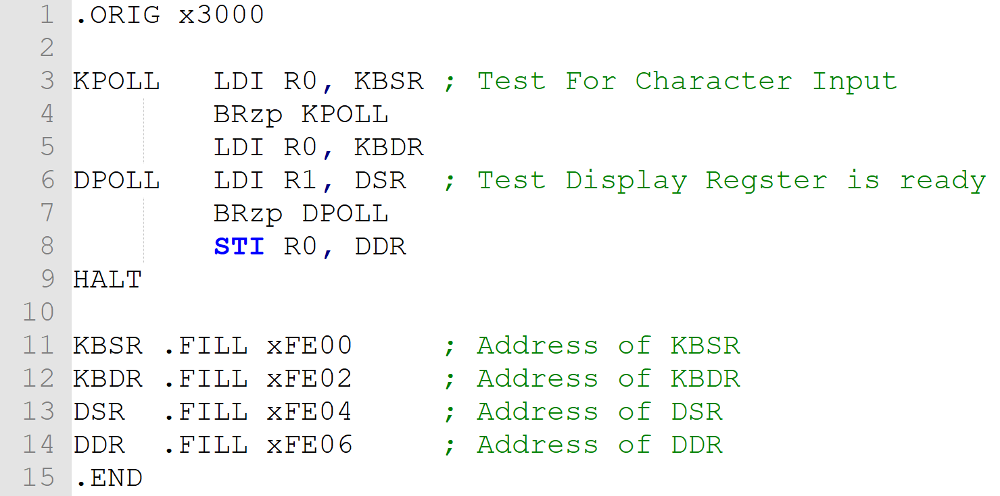 1 .ORIG x3000
2
3 KPOLL LDI R0, KBSR ; Test For Character Input
4 BRzp KPOLL
5 LDI R0, KBDR
6 DPOLL LDI R1, DSR ; Test Display Regster is ready
7 BRzp DPOLL
8 STI R0, DDR
9 HALT
10
11 KBSR .FILL xFE00 ; Address of KBSR
12 KBDR .FILL xFE02 ; Address of KBDR
13 DSR .FILL xFE04 ; Address of DSR
14 DDR .FILL xFE06 ; Address of DDR
15 .END